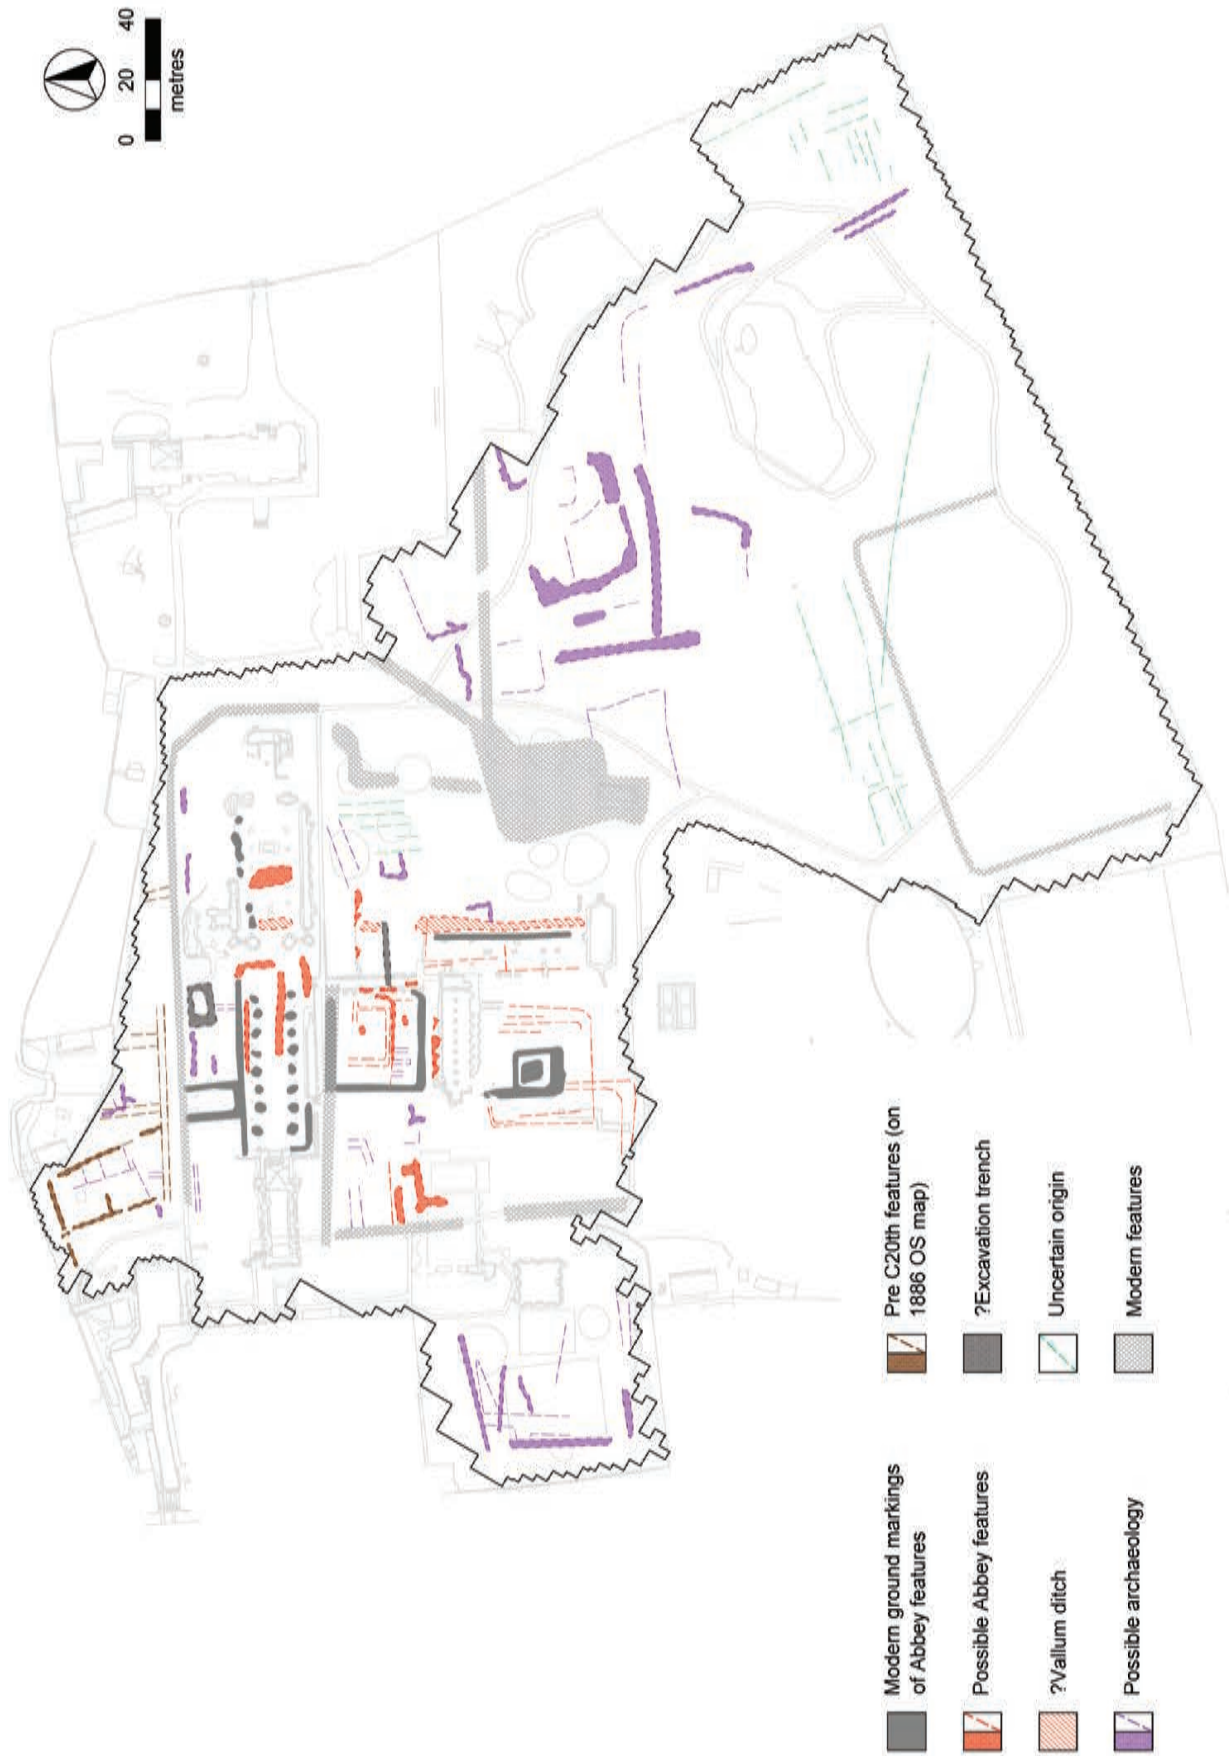 0 20 40
metres
Modern ground markings
of Abbey features
Possible Abbey features
?Vallum ditch
Possible archaeology
Pre C20th features (on
1886 OS map)
?Excavation trench
Uncertain origin
Modern features